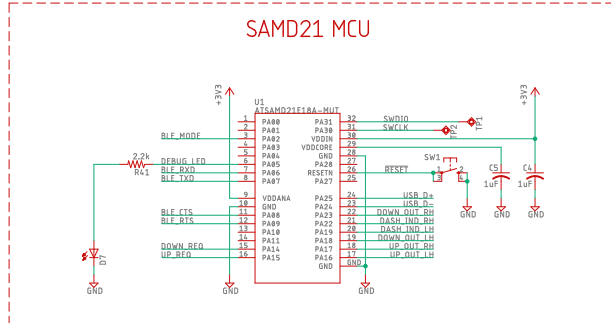 SAMD21 MCU
+3V3
+3V3
U1
ATSAMD21E18A-MUT
1 PA00 PA31 32 SWDIO TP1
2 PA01 PA30 31 SWCLK TP2
BLE_MODE 3 PA02 VDDIN 30
4 PA03 VDDCORE 29
5 PA04 GND 28
DEBUG_LED 6 PA05 PA28 27
BLE_RXD 7 PA06 RESETN 26 RESET
BLE_TXD 8 PA07 PA27 25
2.2k
R41
SW1
1 2
3 4
C5
1uF
C4
1uF
9 VDDANA PA25 24 USB_D+
10 GND PA24 23 USB_D-
BLE_CTS 11 PA08 PA23 22 DOWN_OUT_RH
BLE_RTS 12 PA09 PA22 21 DASH_IND_RH
13 PA10 PA19 20 DASH_IND_LH
14 PA11 PA18 19 DOWN_OUT_LH
DOWN_REQ 15 PA14 PA17 18 UP_OUT_RH
UP_REQ 16 PA15 PA16 17 UP_OUT_LH
GND GND
D7
GND
GND
GND
GND
GND
GND